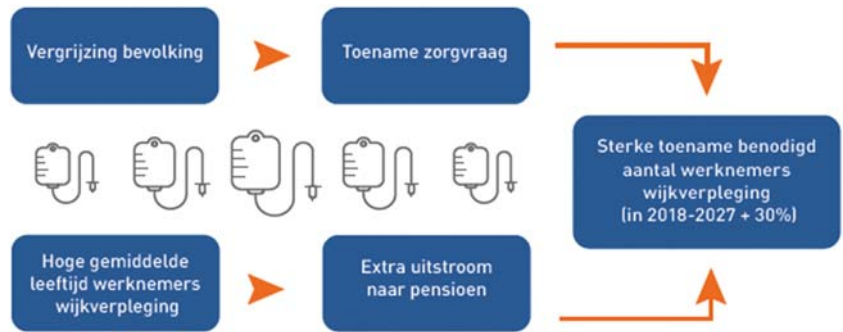 Vergrijzing bevolking
Toename zorgvraag
Sterke toename benodigd
aantal werknemers
wijkverpleging
(in 2018-2027 + 30%)
Hoge gemiddelde
leeftijd werknemers
wijkverpleging
Extra uitstroom
naar pensioen